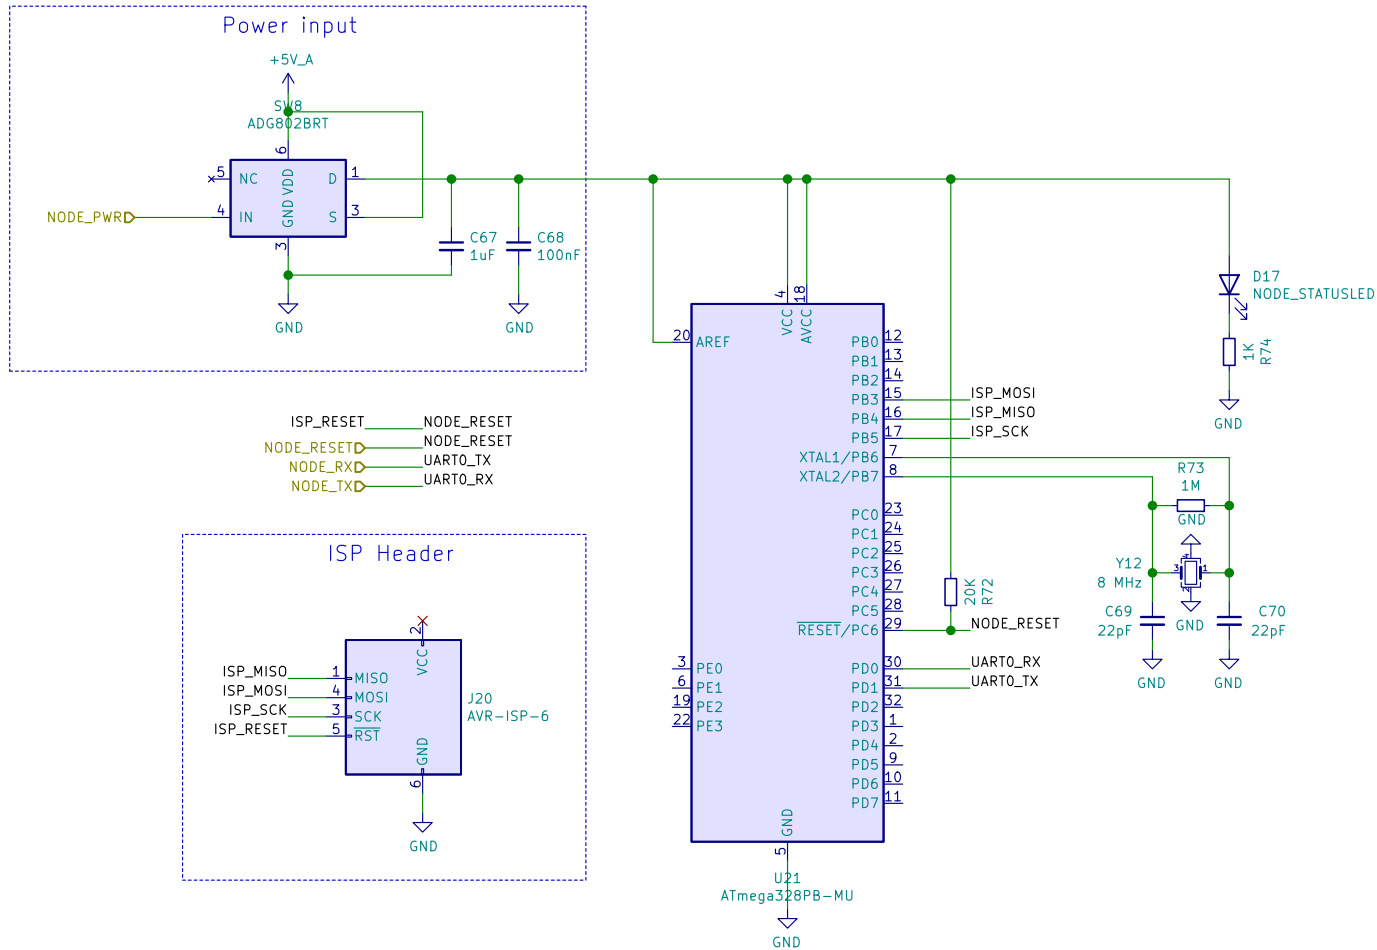 Power input
+5V_A
SW8
ADG802BRT
6
5
NC
VDD
D
1
NODE_PWR
4
IN
GND
S
3
3
GND
C67
1uF
C68
100nF
GND
D17
NODE_STATUSLED
1K
R74
GND
ISP_RESET
NODE_RESET
NODE_RESET
NODE_RESET
NODE_RX
UART0_TX
NODE_TX
UART0_RX
ISP Header
2
VCC
ISP_MISO
1
MISO
ISP_MOSI
4
MOSI
ISP_SCK
3
SCK
ISP_RESET
5
RST
GND
6
GND
J20
AVR-ISP-6
4
18
VCC
AVCC
20
AREF
PB0
12
PB1
13
PB2
14
PB3
15
ISP_MOSI
PB4
16
ISP_MISO
PB5
17
ISP_SCK
XTAL1/PB6
7
XTAL2/PB7
8
PC0
23
PC1
24
PC2
25
PC3
26
PC4
27
PC5
28
RESET/PC6
29
NODE_RESET
20K
R72
3
PE0
6
PE1
19
PE2
22
PE3
PD0
30
UART0_RX
PD1
31
UART0_TX
PD2
32
PD3
1
PD4
2
PD5
9
PD6
10
PD7
11
GND
5
U21
ATmega328PB-MU
GND
R73
1M
GND
4
Y12
8 MHz
3
1
2
GND
C69
22pF
GND
C70
22pF
GND